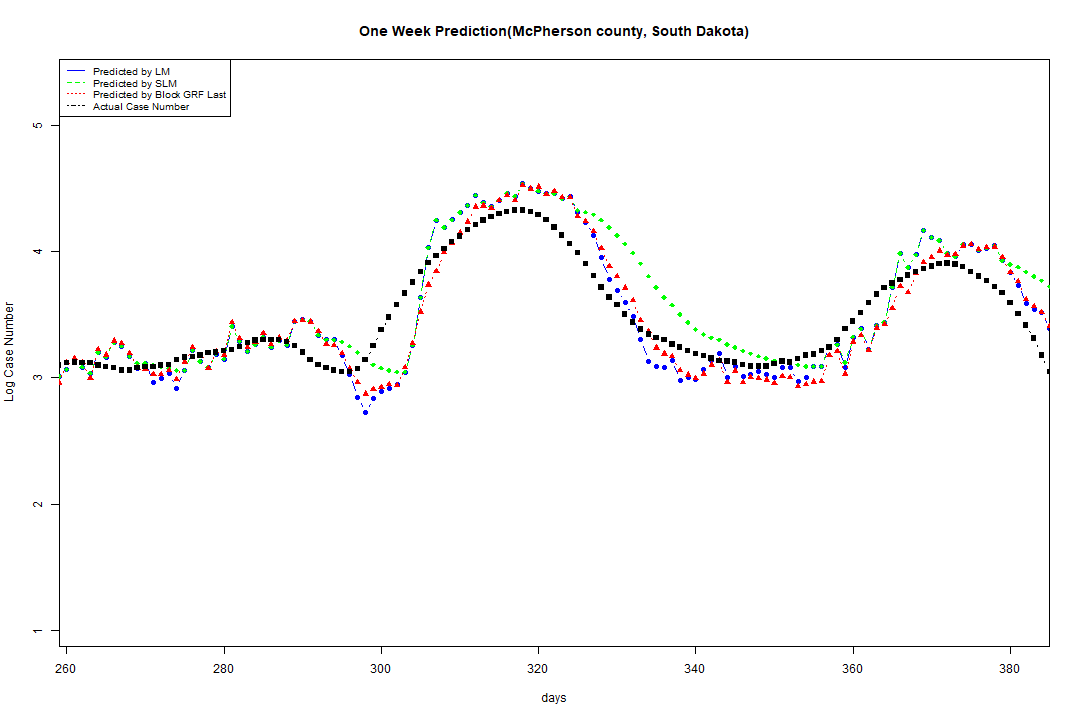 One Week Prediction(McPherson county, South Dakota)
Predicted by LM
Predicted by SLM
Predicted by Block GRF Last
Actual Case Number
5
4
3
2
1
Log Case Number
260 280 300 320 340 360 380
days